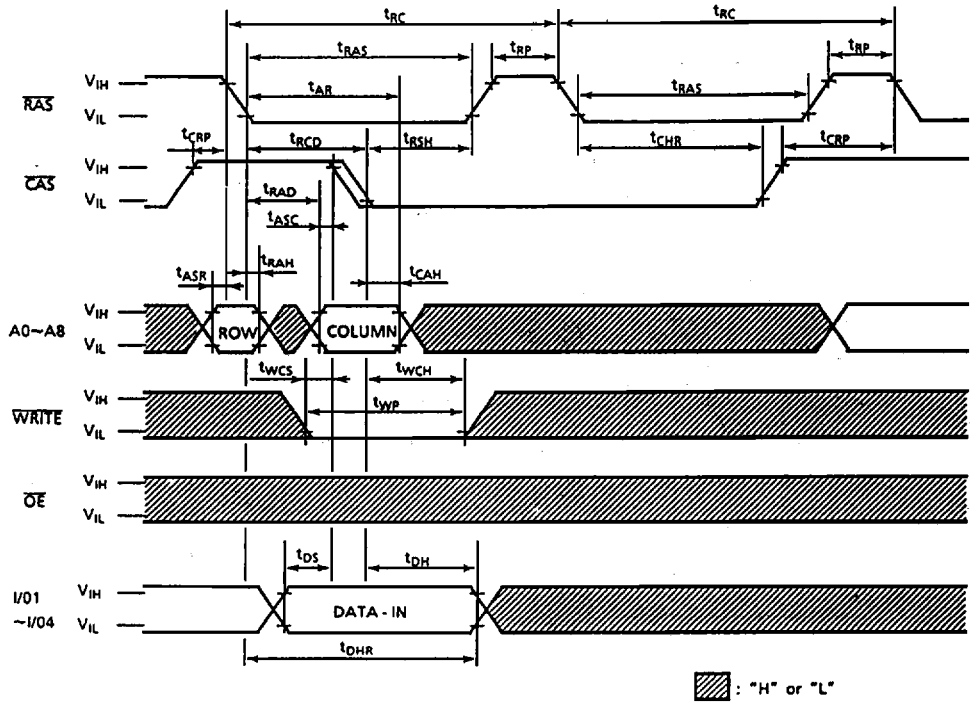 tRC tRC
tRAS tRP tRP
tAR tRAS
RAS VIH
VIL
tCRP tRCD tRSH tCHR tCRP
CAS VIH
VIL
tRAD
tASC
tASR tRAH tCAH
A0~A8 VIH
VIL
ROW COLUMN
tWCS tWCH
tWP
WRITE VIH
VIL
OE VIH
VIL
tDS tDH
I/01 VIH
~I/04 VIL
DATA - IN
tDHR
: "H" or "L"